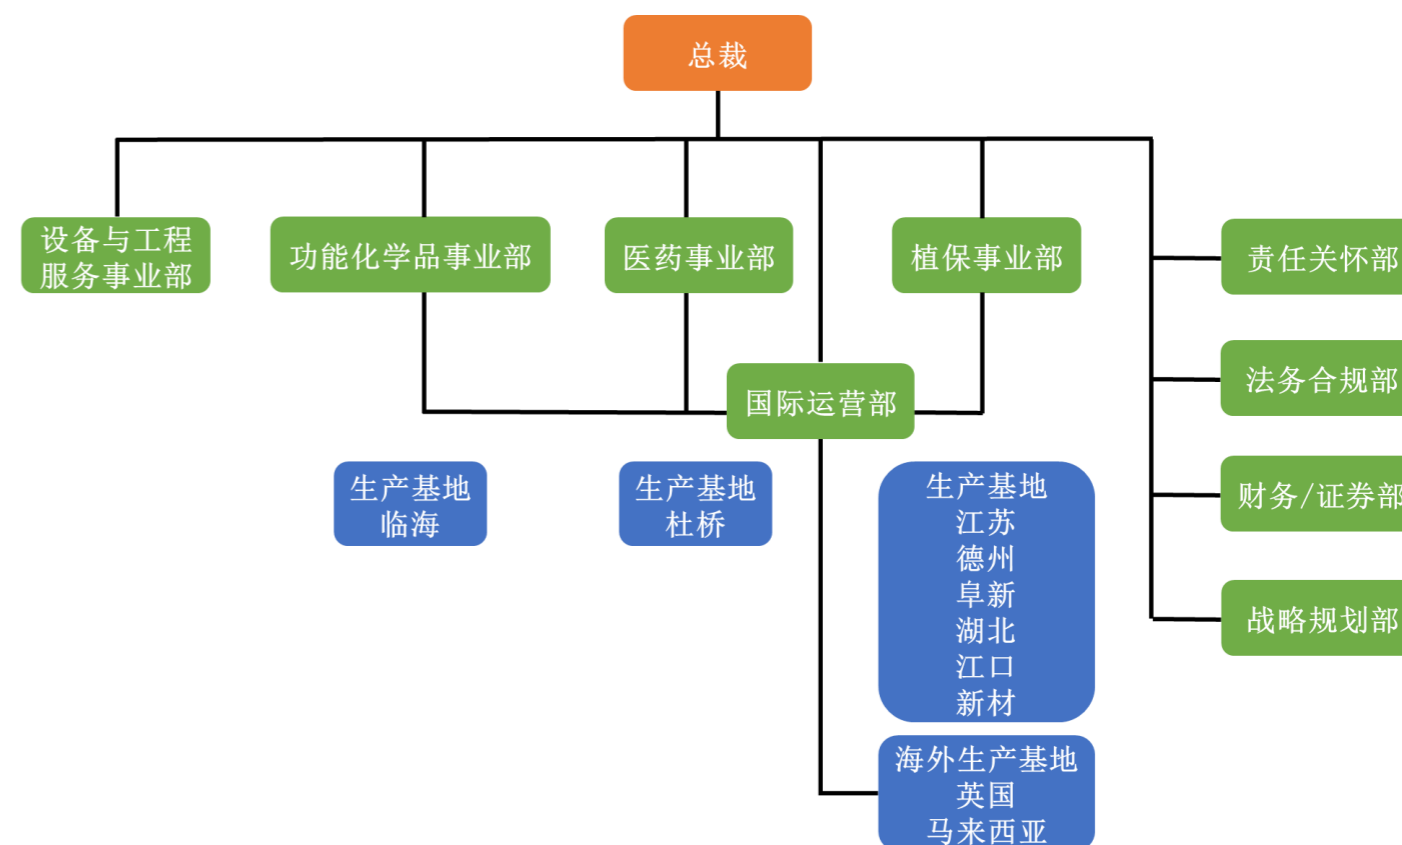 总裁
设备与工程
服务事业部
功能化学品事业部
医药事业部
植保事业部
责任关怀部
法务合规部
国际运营部
财务/证券部
战略规划部
生产基地
临海
生产基地
杜桥
生产基地
江苏
德州
阜新
湖北
江口
新材
海外生产基地
英国
马来西亚